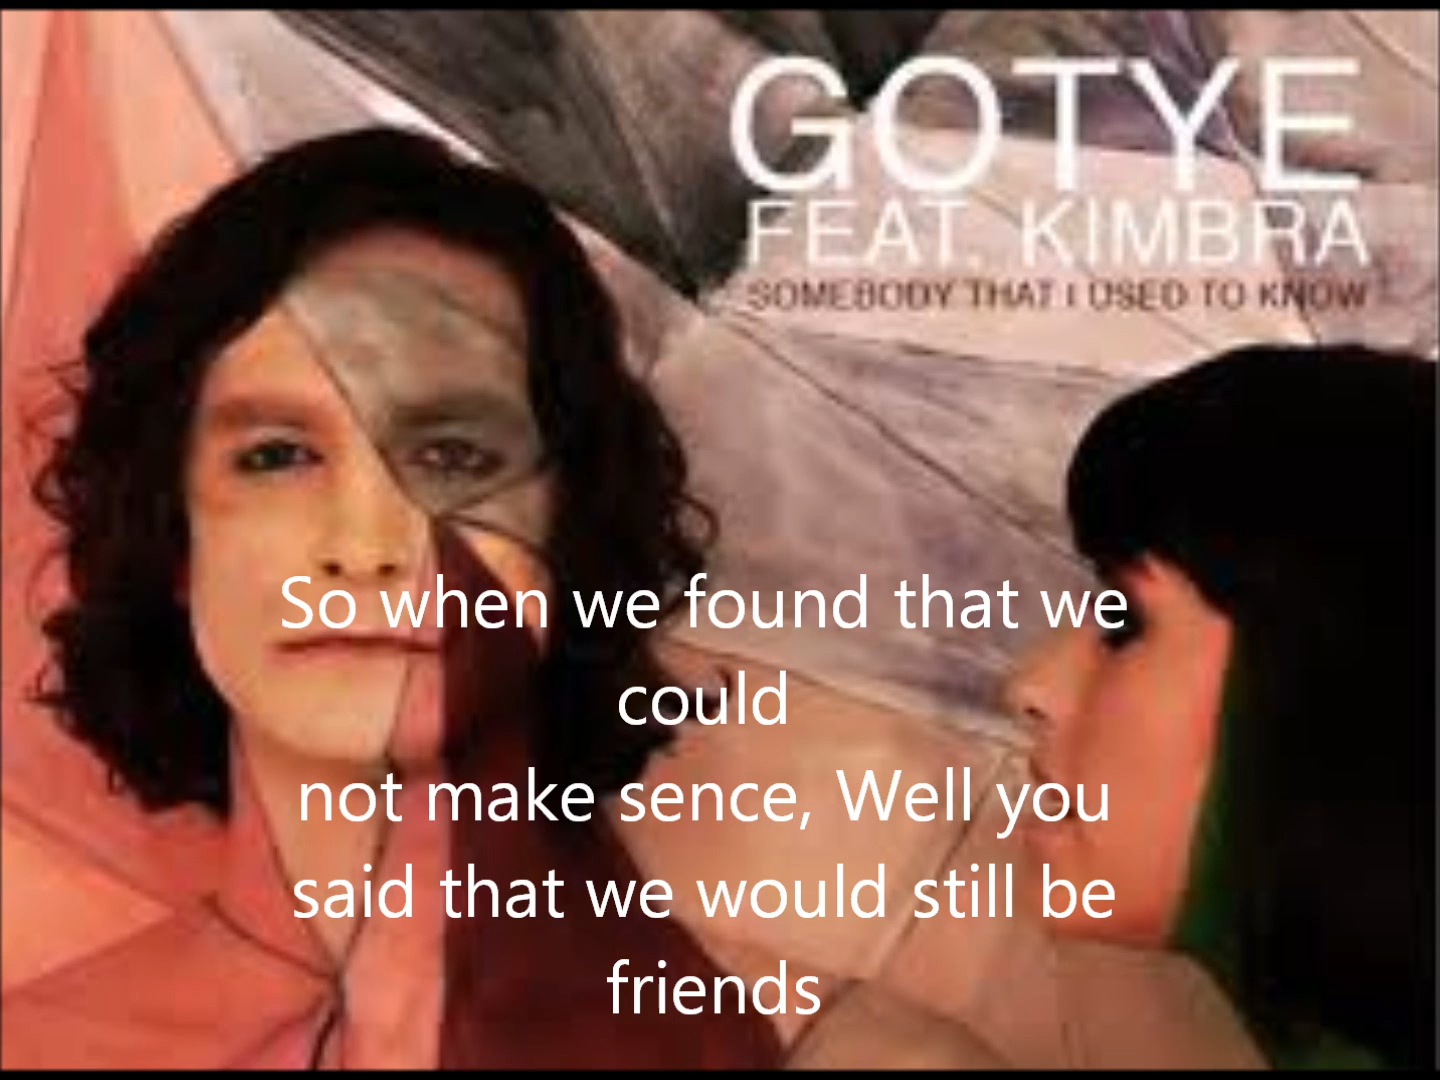 GOTYE
FEAT. KIMBRA
SOMEBODY THAT I USED TO KNOW
So when we found that we
could
not make sence, Well you
said that we would still be
friends